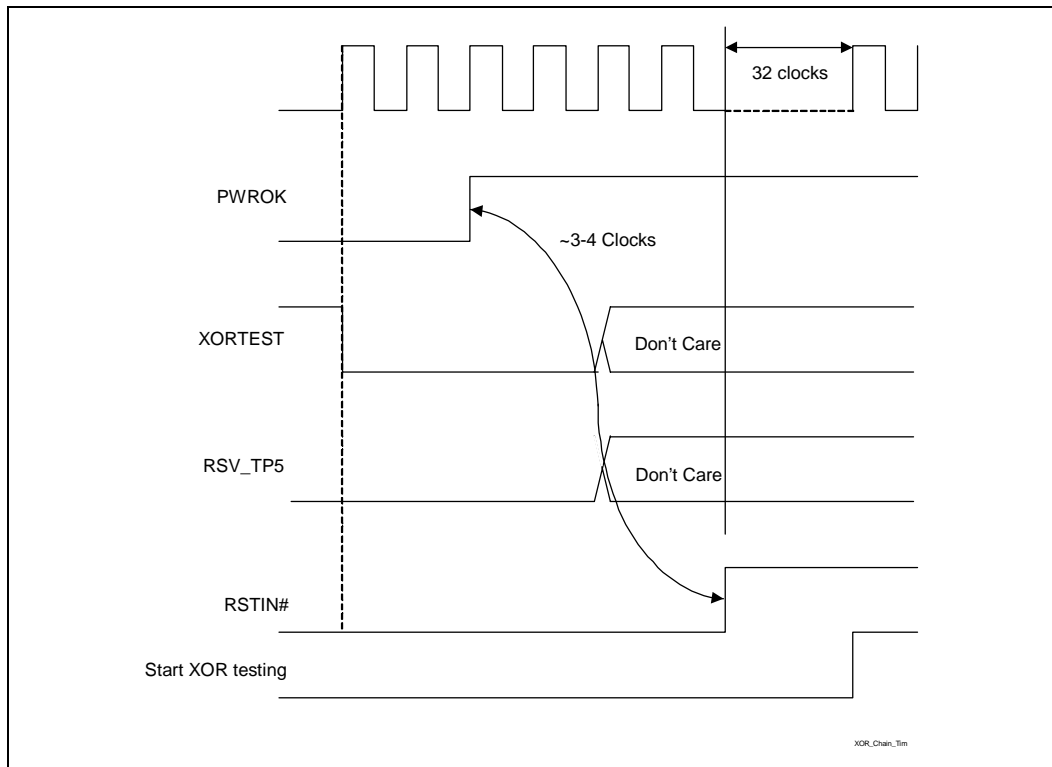 32 clocks
PWROK
~3-4 Clocks
XORTEST
Don't Care
RSV_TP5
Don't Care
RSTIN#
Start XOR testing
XOR_Chain_Tim